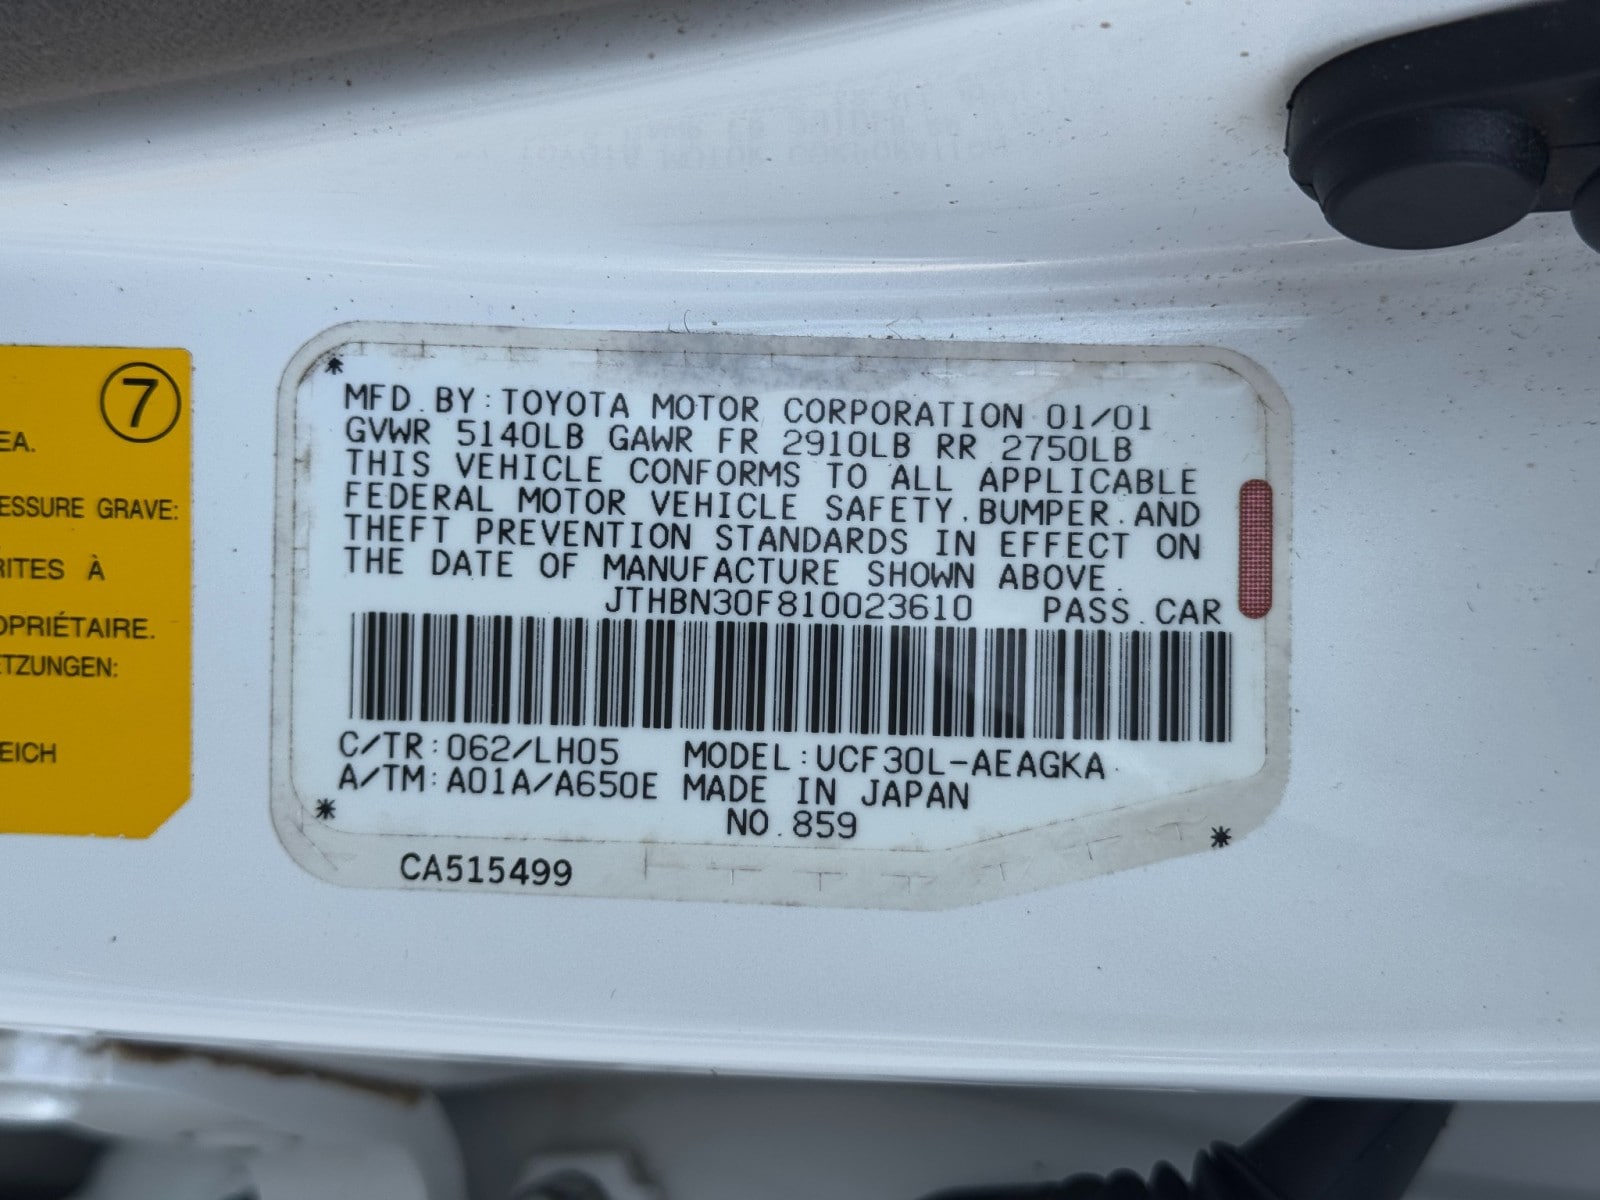 7
EA.
ESSURE GRAVE:
RITES À
OPRIÉTAIRE.
ETZUNGEN:
EICH
MFD.BY:TOYOTA MOTOR CORPORATION 01/01
GVWR 5140LB GAWR FR 2910LB RR 2750LB
THIS VEHICLE CONFORMS TO ALL APPLICABLE
FEDERAL MOTOR VEHICLE SAFETY,BUMPER,AND
THEFT PREVENTION STANDARDS IN EFFECT ON
THE DATE OF MANUFACTURE SHOWN ABOVE.
JTHBN30F810023610 PASS.CAR
C/TR:062/LH05 MODEL:UCF30L-AEAGKA
A/TM:A01A/A650E MADE IN JAPAN
NO.859
CA515499